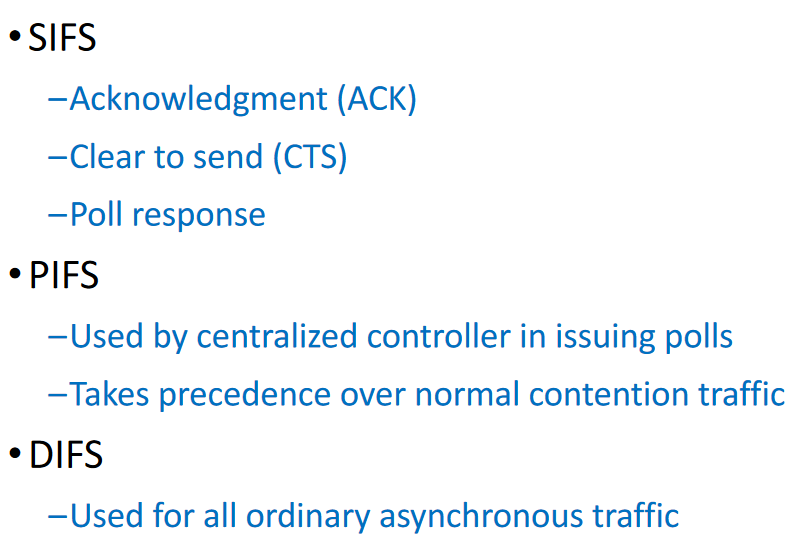 • SIFS
–Acknowledgment (ACK)
–Clear to send (CTS)
–Poll response
• PIFS
–Used by centralized controller in issuing polls
–Takes precedence over normal contention traffic
• DIFS
–Used for all ordinary asynchronous traffic